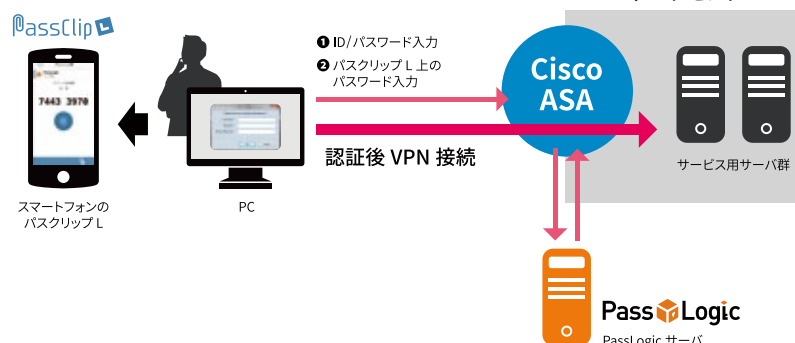 PassClip L
7443 3970
スマートフォンの
パスクリップ L
PC
❶ ID/パスワード入力
❷ パスクリップ L 上の
パスワード入力
認証後 VPN 接続
Cisco
ASA
サービス用サーバ群
PassLogic
PassLogic サーバ